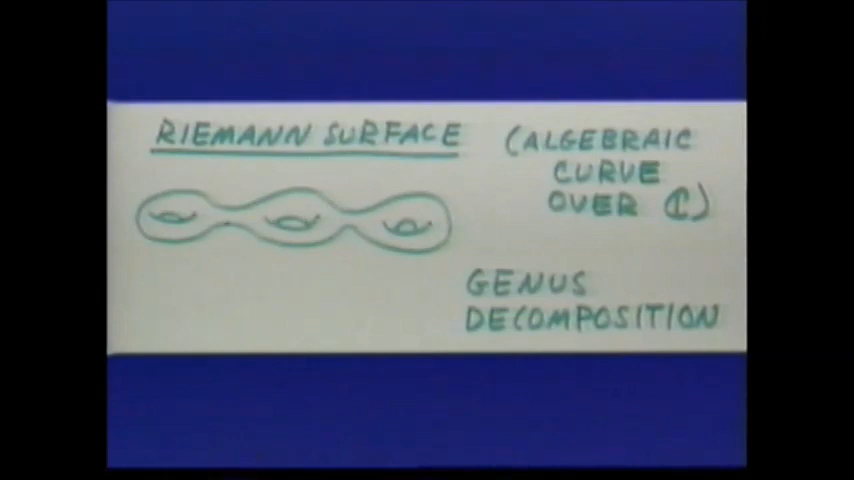 RIEMANN SURFACE
(ALGEBRAIC
CURVE
OVER ℂ)
GENUS
DECOMPOSITION